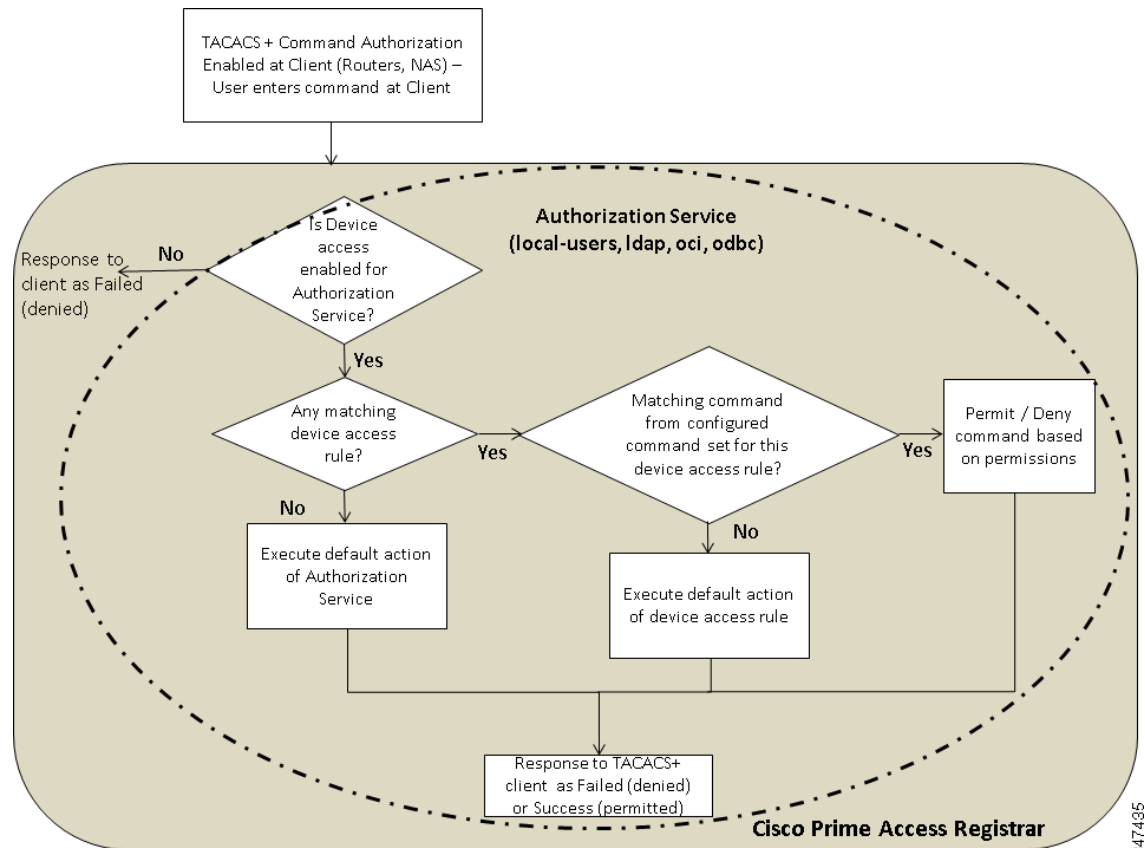 TACACS+ Command Authorization
Enabled at Client (Routers, NAS) –
User enters command at Client
Is Device
access
enabled for
Authorization
Service?
Authorization Service
(local-users, ldap, oci, odbc)
No
Response to
client as Failed
(denied)
Yes
Any matching
device access
rule?
Yes
Matching command
from configured
command set for this
device access rule?
Yes
Permit / Deny
command based
on permissions
No
Execute default action
of Authorization
Service
No
Execute default action
of device access rule
Response to TACACS+
client as Failed (denied)
or Success (permitted)
Cisco Prime Access Registrar
47435